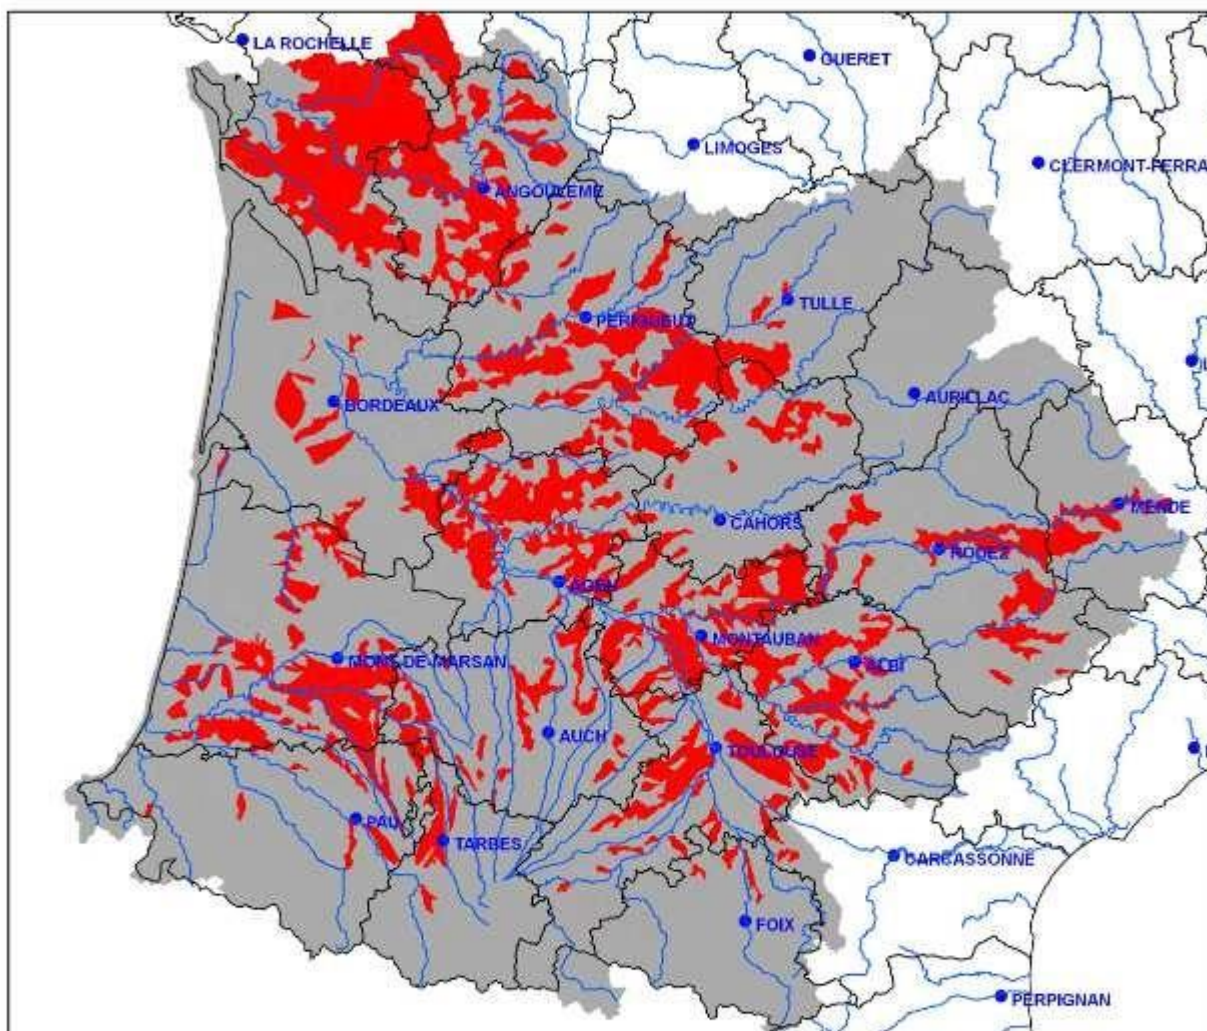 LA ROCHELLE
GUERET
LIMOGES
CLERMONT-FERRA
ANGOULEME
TULLE
PERIGUEUX
AURILLAC
BORDEAUX
MENDE
CAHORS
RODEZ
AGEN
MONTAUBAN
MONT-DE-MARSAN
ALBI
AUCH
TOULOUSE
PAU
TARBES
CARCASSONNE
FOIX
PERPIGNAN